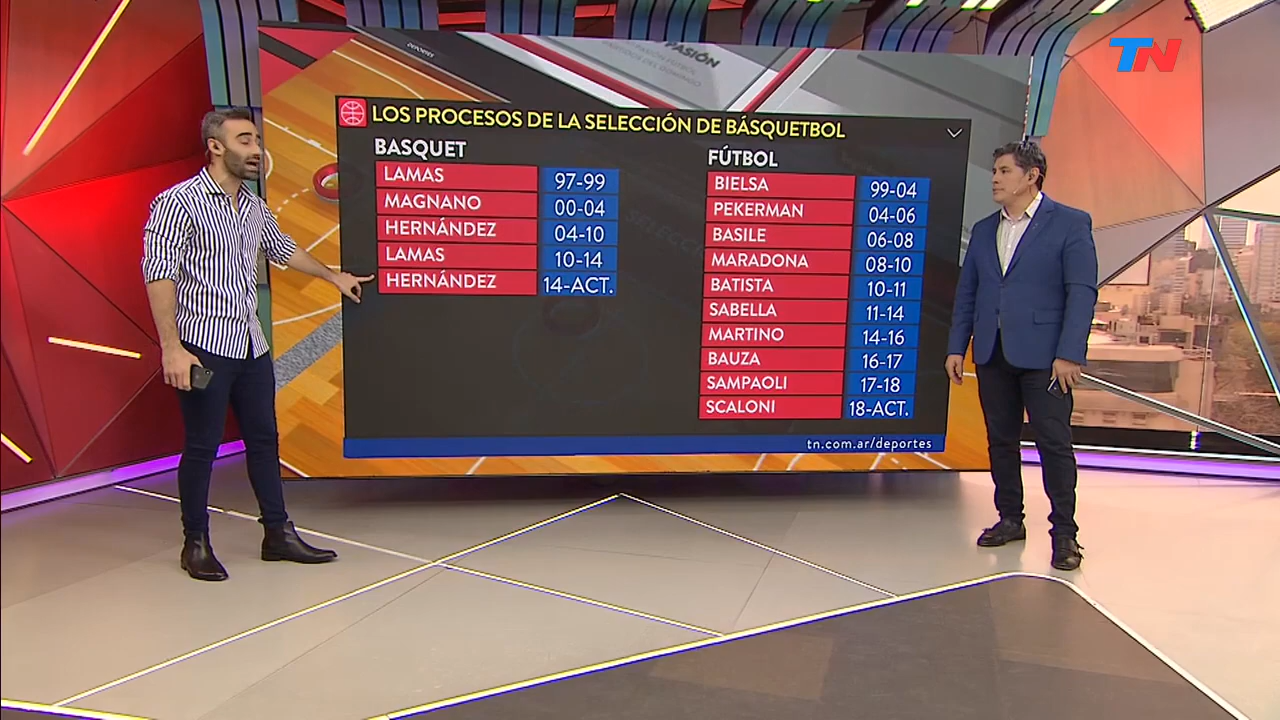 TN
PASIÓN
DEPORTES
LOS PROCESOS DE LA SELECCIÓN DE BÁSQUETBOL
BASQUET
LAMAS 97-99
MAGNANO 00-04
HERNÁNDEZ 04-10
LAMAS 10-14
HERNÁNDEZ 14-ACT.
FÚTBOL
BIELSA 99-04
PEKERMAN 04-06
BASILE 06-08
MARADONA 08-10
BATISTA 10-11
SABELLA 11-14
MARTINO 14-16
BAUZA 16-17
SAMPAOLI 17-18
SCALONI 18-ACT.
tn.com.ar/deportes